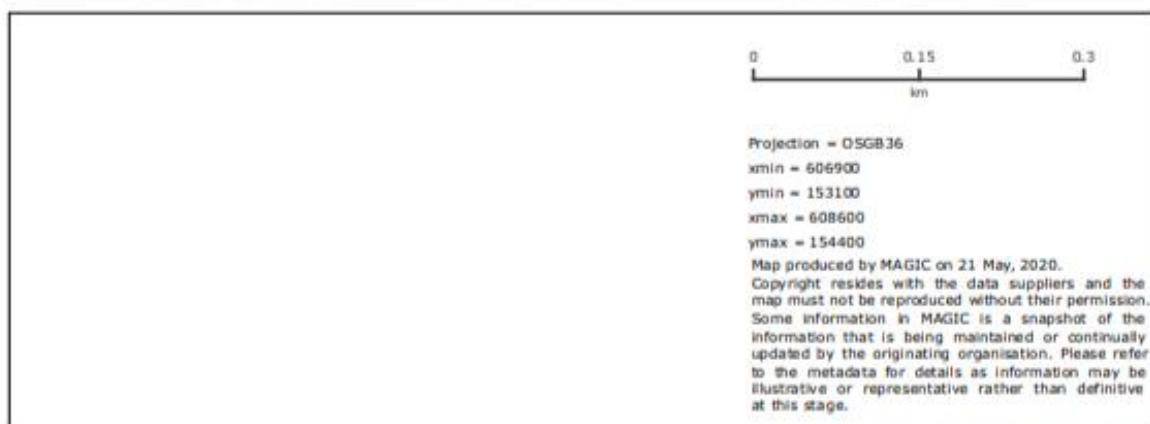 0 0.15 0.3
km
Projection = OSGB36
xmin = 606900
ymin = 153100
xmax = 608600
ymax = 154400
Map produced by MAGIC on 21 May, 2020.
Copyright resides with the data suppliers and the
map must not be reproduced without their permission.
Some information in MAGIC is a snapshot of the
information that is being maintained or continually
updated by the originating organisation. Please refer
to the metadata for details as information may be
illustrative or representative rather than definitive
at this stage.